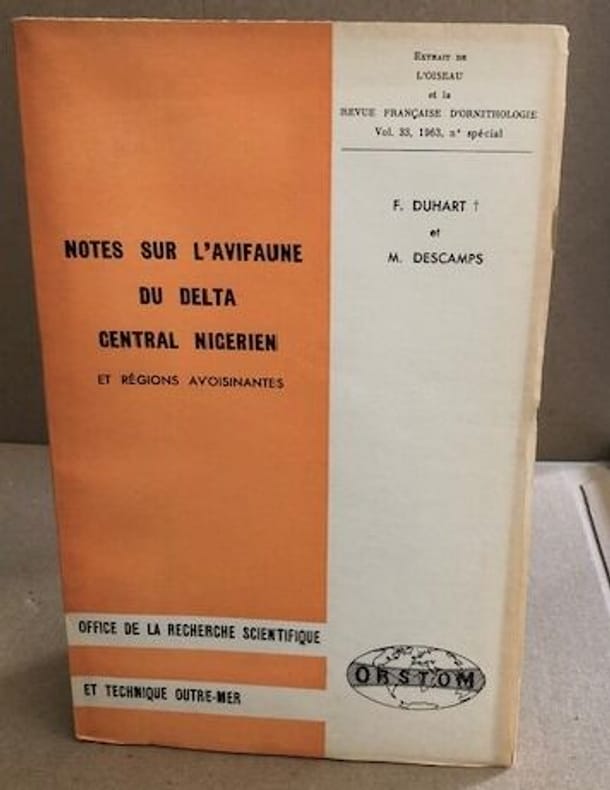 EXTRAIT DE
L'OISEAU
et la
REVUE FRANÇAISE D'ORNITHOLOGIE
Vol. 33, 1963, n° spécial
F. DUHART †
et
M. DESCAMPS
NOTES SUR L'AVIFAUNE
DU DELTA
CENTRAL NIGERIEN
ET RÉGIONS AVOISINANTES
OFFICE DE LA RECHERCHE SCIENTIFIQUE
ET TECHNIQUE OUTRE-MER
ORSTOM